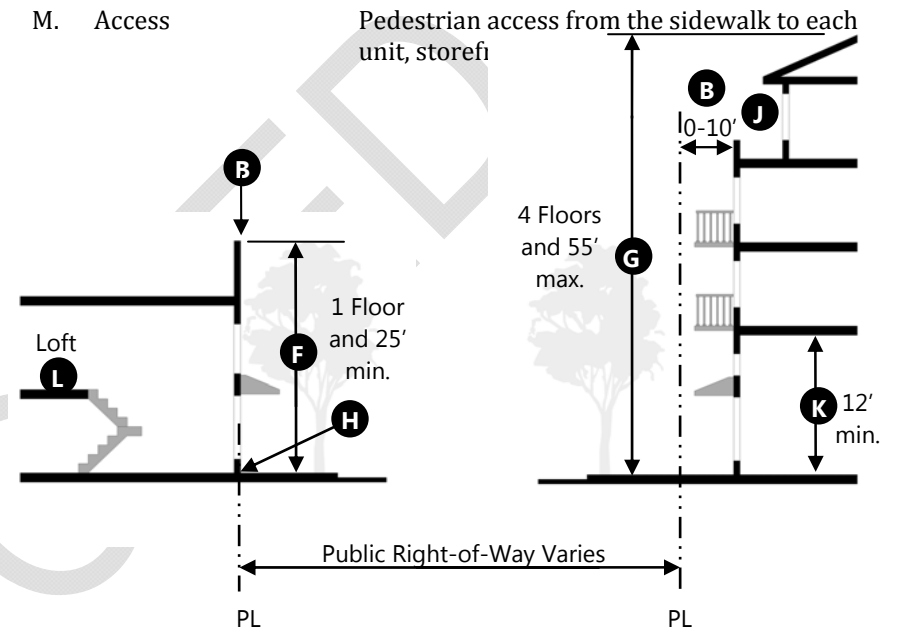 M. Access Pedestrian access from the sidewalk to each
unit,
B
J
0-10′
B
4 Floors
and 55′
max.
G
1 Floor
and 25′
min.
F
Loft
L
H
K
12′
min.
Public Right-of-Way Varies
PL PL